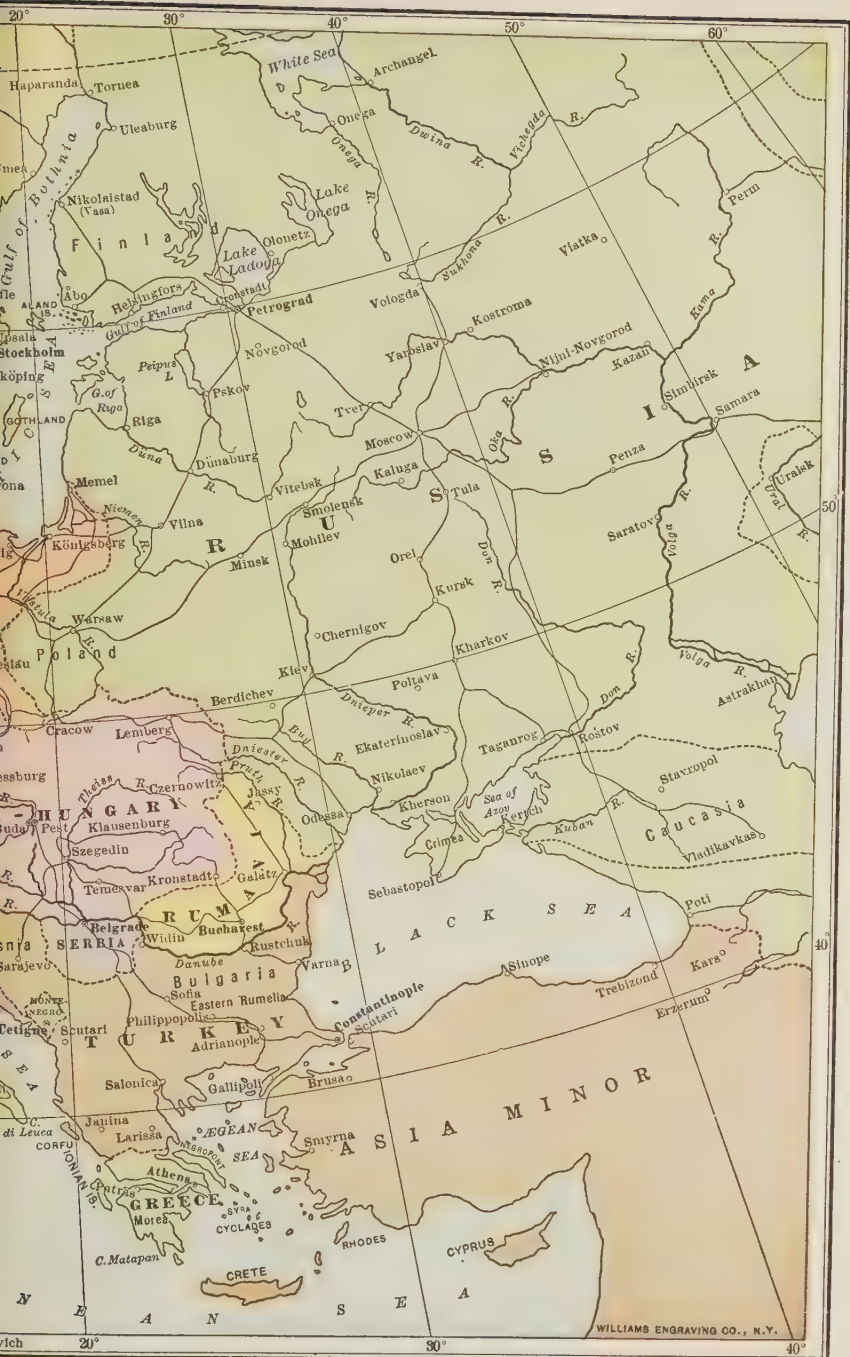 20°
30°
40°
50°
60°
White Sea
Haparanda
Tornea
Archangel
Uleaburg
Onega
Dwina R.
Vichegda R.
Onega R.
Gulf of Bothnia
Nikolaistad
(Vasa)
Lake
Onega
Perm
Finland
Olonetz
Lake
Ladoga
Viatka
Sukhona R.
Kama R.
Åbo
ALAND
IS.
Helsingfors
Cronstadt
Petrograd
Gulf of Finland
Vologda
Kostroma
Upsala
Stockholm
Novgorod
Yaroslav
Nijni-Novgorod
Kazan
Peipus
L
G. of
Riga
Pskov
Simbirsk
Samara
GOTHLAND
Riga
Tver
Oka R.
Moscow
Düna R.
Dünaburg
Kaluga
Penza
Uralsk
Memel
Vitebsk
Tula
Ural R.
50°
Niemen R.
Smolensk
Vilna
RUSSIA
Saratov
Volga R.
Königsberg
Mohilev
Minsk
Orel
Don R.
Vistula R.
Kursk
Warsaw
Chernigov
Poland
Kharkov
Volga R.
Kiev
Poltava
Astrakhan
Berdichev
Dnieper R.
Don R.
Cracow
Lemberg
Bug R.
Ekaterinoslav
Taganrog
Rostov
Dniester R.
Pruth R.
Theiss R.
Czernowitz
Jassy
Nikolaev
Stavropol
HUNGARY
Kherson
Sea of
Azov
Pest
Klausenburg
Odessa
Kertch
Kuban R.
Caucasia
Crimea
Szegedin
Vladikavkas
Temesvar
Kronstadt
Galatz
Sebastopol
Poti
RUMANIA
BLACK SEA
Belgrade
Widin
Bucharest
Rustchuk
SERBIA
Danube R.
40°
Sarajevo
Varna
Sinope
Kars
Bulgaria
Trebizond
Sofia
Eastern Rumelia
Erzerum
MONTE-
NEGRO
Cetigne
Scutari
Philippopolis
Constantinople
Scutari
TURKEY
Adrianople
Salonica
Gallipoli
Brusa
ASIA MINOR
C.
di Leuca
Janina
CORFU
Larissa
ÆGEAN
SEA
Smyrna
IONIAN IS.
NEGROPONT
Athens
Patras
GREECE
SYRA
CYCLADES
Morea
C. Matapan
RHODES
CYPRUS
CRETE
NEAN SEA
WILLIAMS ENGRAVING CO., N.Y.
20°
30°
40°